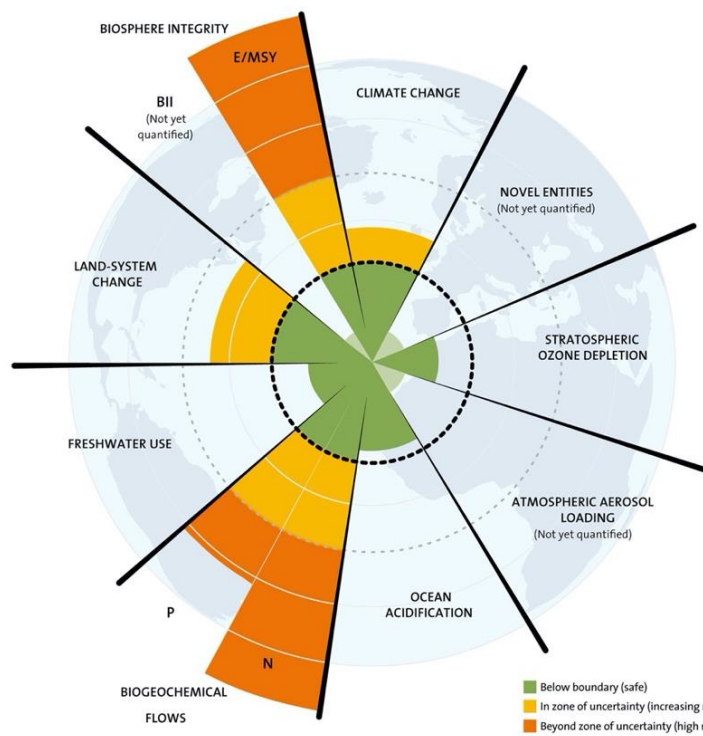 BIOSPHERE INTEGRITY
E/MSY
BII
(Not yet
quantified)
CLIMATE CHANGE
NOVEL ENTITIES
(Not yet quantified)
LAND-SYSTEM
CHANGE
STRATOSPHERIC
OZONE DEPLETION
FRESHWATER USE
ATMOSPHERIC AEROSOL
LOADING
(Not yet quantified)
OCEAN
ACIDIFICATION
P
N
BIOGEOCHEMICAL
FLOWS
Below boundary (safe)
In zone of uncertainty (increasing
Beyond zone of uncertainty (high